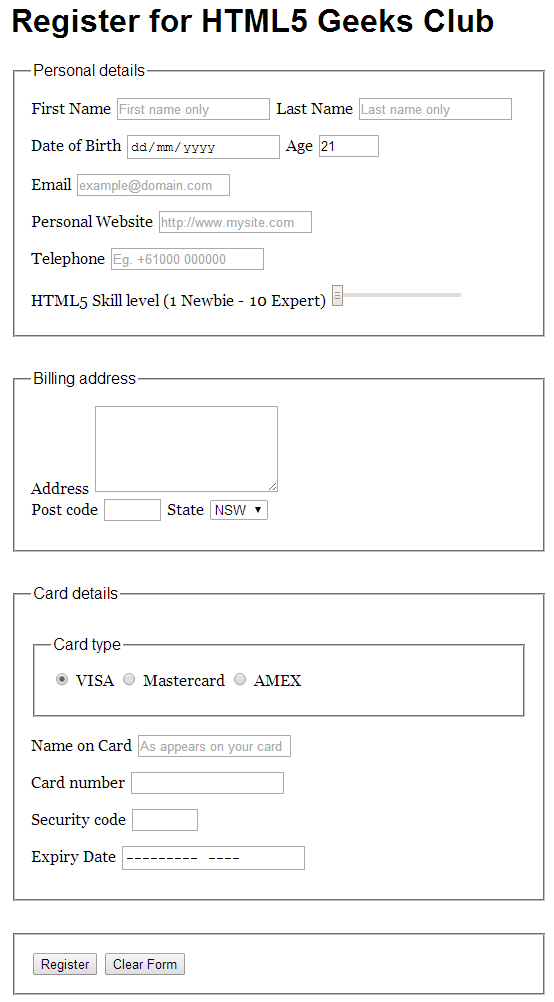 Register for HTML5 Geeks Club
Personal details
First Name First name only Last Name Last name only
Date of Birth dd/mm/yyyy Age 21
Email example@domain.com
Personal Website http://www.mysite.com
Telephone Eg. +61000 000000
HTML5 Skill level (1 Newbie - 10 Expert)
Billing address
Address
Post code State NSW
Card details
Card type
VISA Mastercard AMEX
Name on Card As appears on your card
Card number
Security code
Expiry Date --------- ----
Register Clear Form